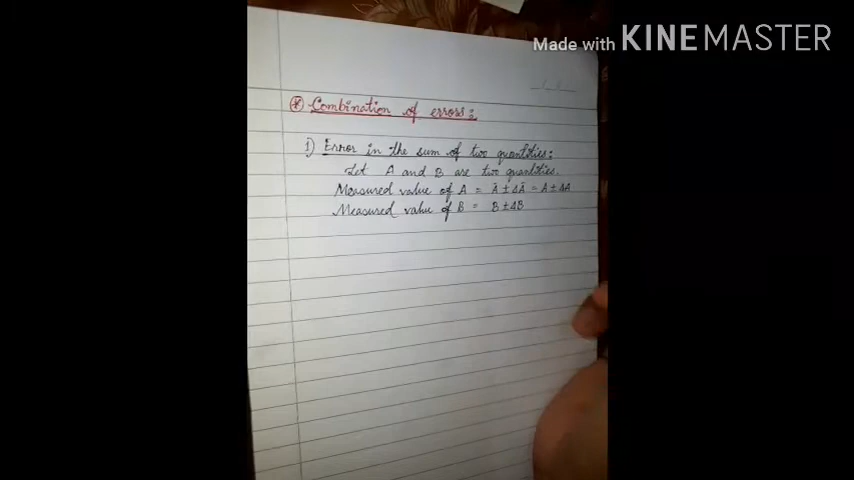 Made with KINEMASTER
* Combination of errors:
1) Error in the sum of two quantities:
Let A and B are two quantities.
Measured value of A = Ā ± ΔĀ = A ± ΔA
Measured value of B = B ± ΔB